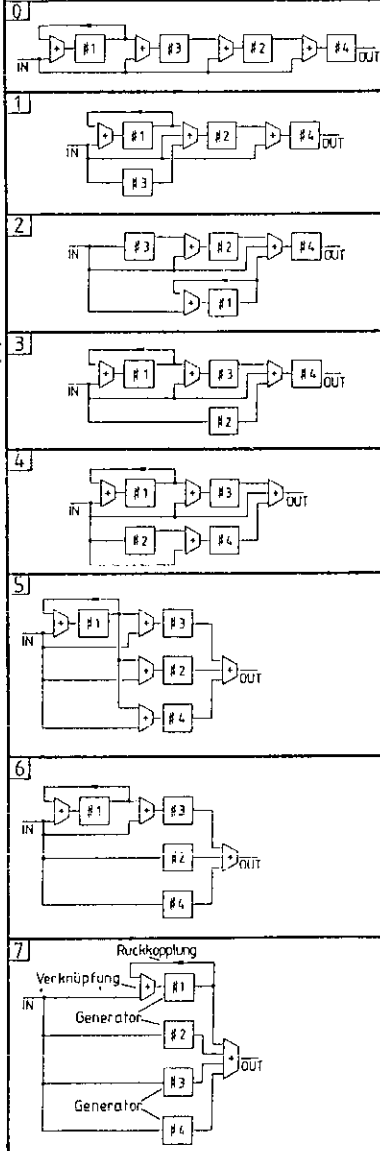 0
+ #1 + #3 + #2 + #4
IN OUT
1
+ #1 + #2 + #4
IN OUT
#3
2
IN #3 + #2 + #4 OUT
+ #1
3
+ #1 + #3 + #4
IN OUT
#2
4
+ #1 + #3 +
IN OUT
#2 + #4
5
+ #1 + #3
IN
+ #2 + OUT
+ #4
6
+ #1 + #3
IN
#2 + OUT
#4
7
Rückkopplung
Verknüpfung + #1
IN
Generator #2
+ OUT
#3
Generator
#4